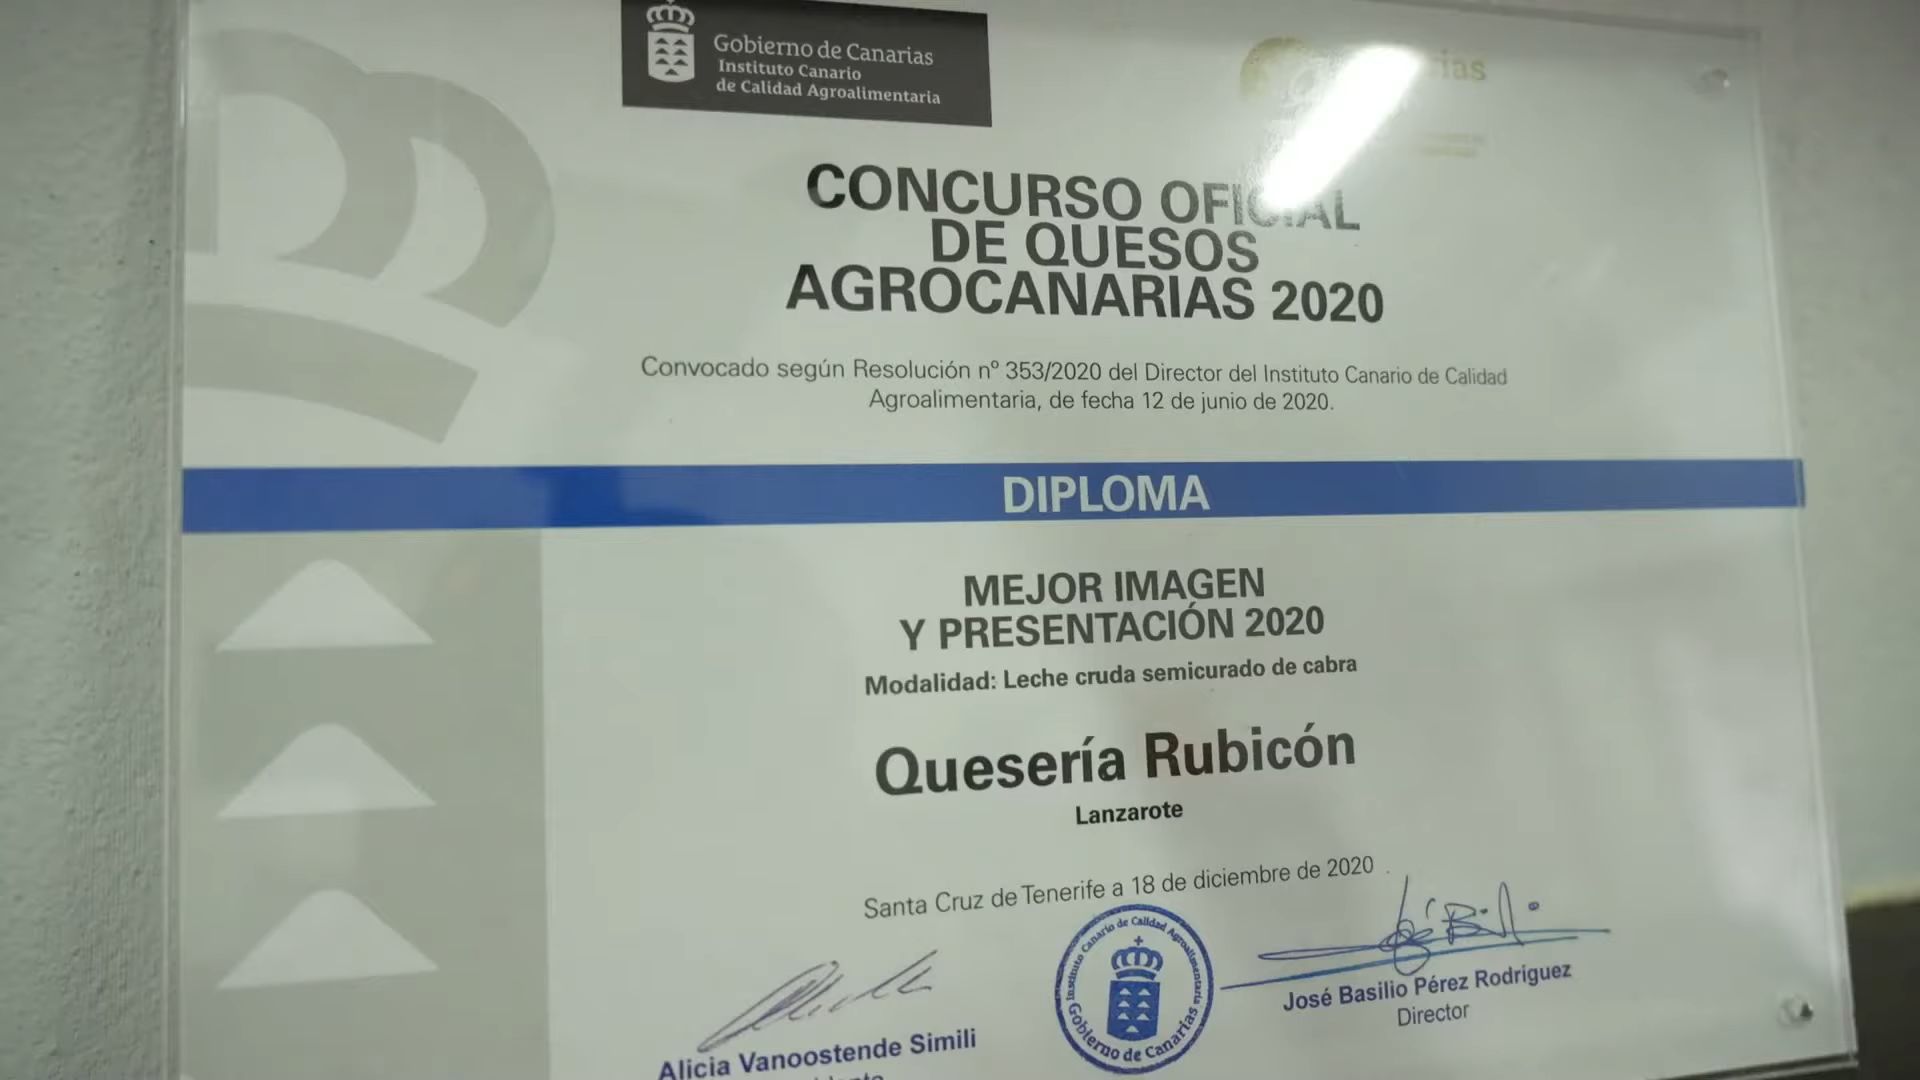 Gobierno de Canarias
Instituto Canario
de Calidad Agroalimentaria
CONCURSO OFICIAL
DE QUESOS
AGROCANARIAS 2020
Convocado según Resolución nº 353/2020 del Director del Instituto Canario de Calidad
Agroalimentaria, de fecha 12 de junio de 2020.
DIPLOMA
MEJOR IMAGEN
Y PRESENTACIÓN 2020
Modalidad: Leche cruda semicurado de cabra
Quesería Rubicón
Lanzarote
Santa Cruz de Tenerife a 18 de diciembre de 2020
Instituto Canario de Calidad Agroalimentaria
Gobierno de Canarias
José Basilio Pérez Rodríguez
Director
Alicia Vanoostende Simili